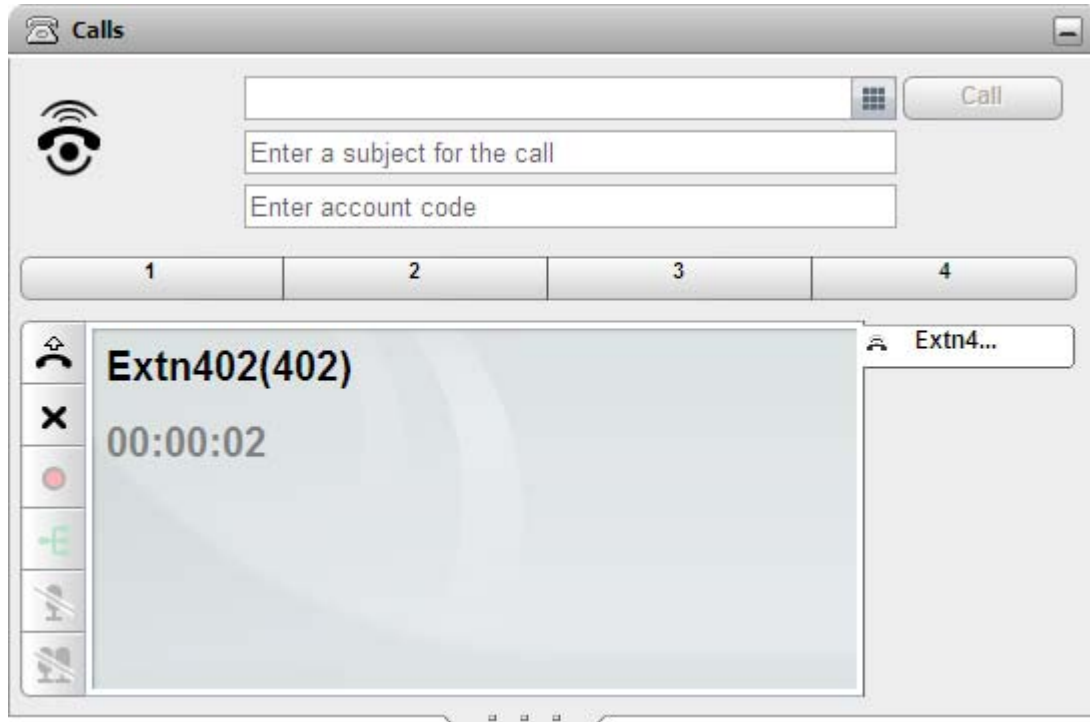 Calls
Call
Enter a subject for the call
Enter account code
1 2 3 4
Extn402(402)
Extn4...
00:00:02